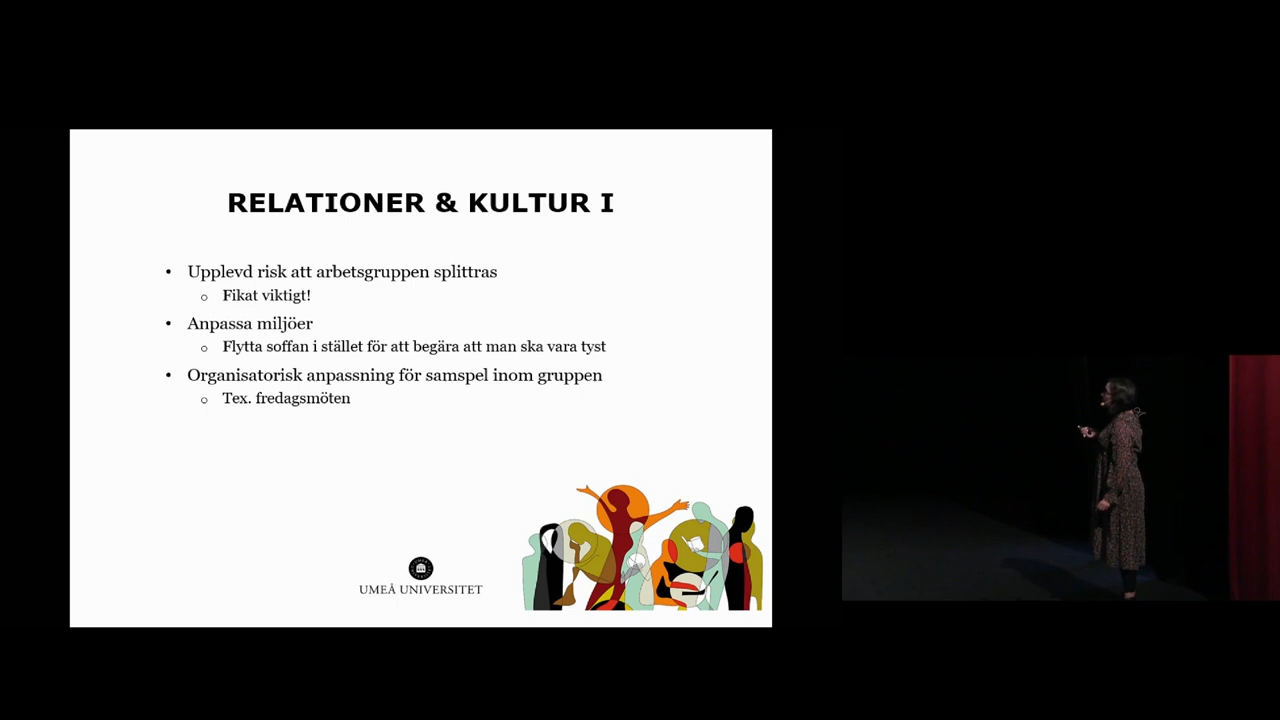 RELATIONER & KULTUR I
• Upplevd risk att arbetsgruppen splittras
o Fikat viktigt!
• Anpassa miljöer
o Flytta soffan i stället för att begära att man ska vara tyst
• Organisatorisk anpassning för samspel inom gruppen
o Tex. fredagsmöten
UMEÅ UNIVERSITET